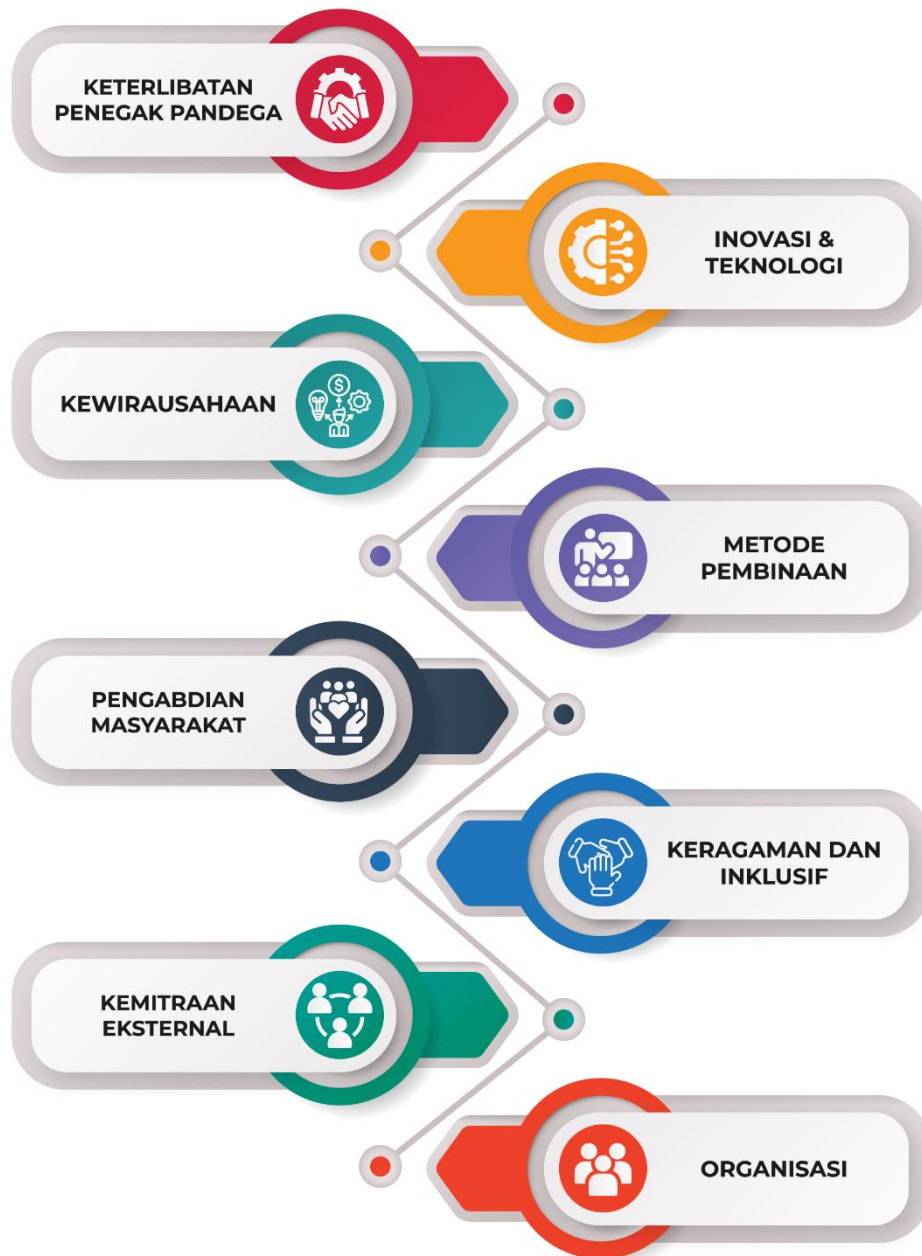 KETERLIBATAN
PENEGAK PANDEGA
INOVASI &
TEKNOLOGI
KEWIRAUSAHAAN
METODE
PEMBINAAN
PENGABDIAN
MASYARAKAT
KERAGAMAN DAN
INKLUSIF
KEMITRAAN
EKSTERNAL
ORGANISASI